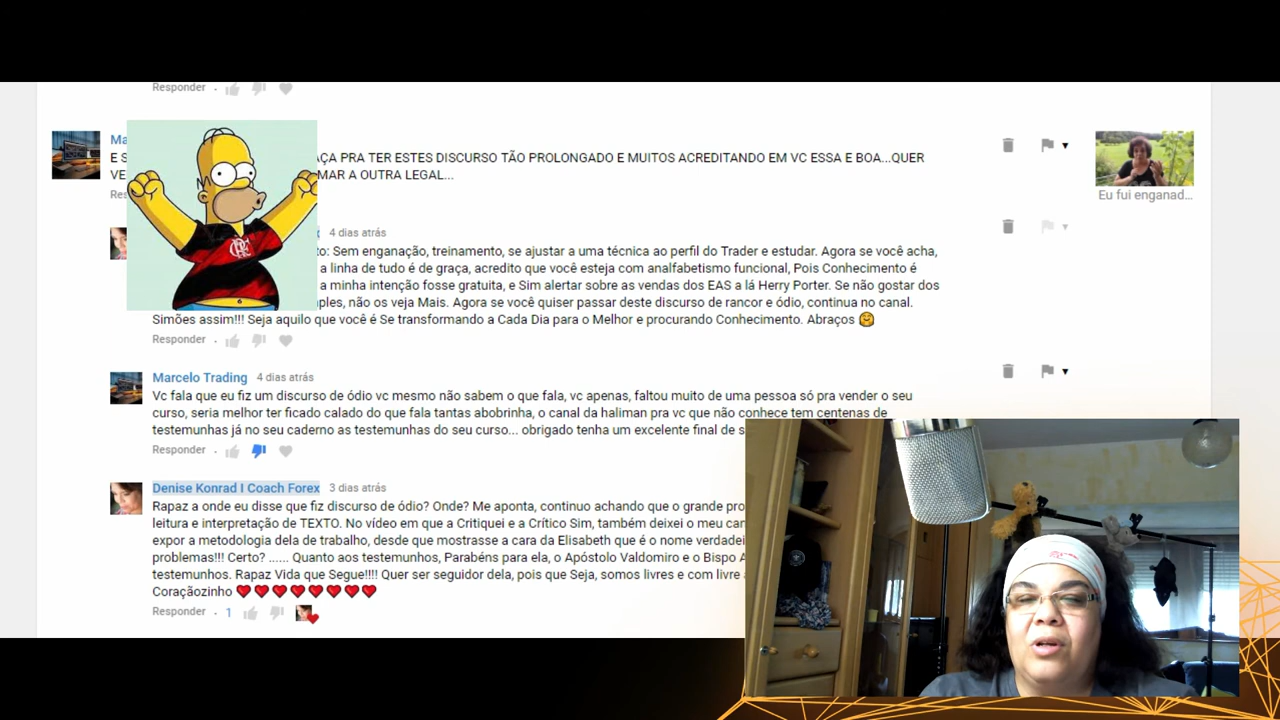 Responder
Ma
E S AÇA PRA TER ESTES DISCURSO TÃO PROLONGADO E MUITOS ACREDITANDO EM VC ESSA E BOA...QUER
VE MAR A OUTRA LEGAL...
Res
Eu fui enganad...
4 dias atrás
to: Sem enganação, treinamento, se ajustar a uma técnica ao perfil do Trader e estudar. Agora se você acha,
a linha de tudo é de graça, acredito que você esteja com analfabetismo funcional, Pois Conhecimento é
a minha intenção fosse gratuita, e Sim alertar sobre as vendas dos EAS a lá Herry Porter. Se não gostar dos
ples, não os veja Mais. Agora se você quiser passar deste discurso de rancor e ódio, continua no canal.
Simões assim!!! Seja aquilo que você é Se transformando a Cada Dia para o Melhor e procurando Conhecimento. Abraços 🤗
Responder
Marcelo Trading 4 dias atrás
Vc fala que eu fiz um discurso de ódio vc mesmo não sabem o que fala, vc apenas, faltou muito de uma pessoa só pra vender o seu
curso, seria melhor ter ficado calado do que fala tantas abobrinha, o canal da haliman pra vc que não conhece tem centenas de
testemunhas já no seu caderno as testemunhas do seu curso... obrigado tenha um excelente final de s
Responder
Denise Konrad I Coach Forex 3 dias atrás
Rapaz a onde eu disse que fiz discurso de ódio? Onde? Me aponta, continuo achando que o grande pro
leitura e interpretação de TEXTO. No vídeo em que a Critiquei e a Crítico Sim, também deixei o meu can
expor a metodologia dela de trabalho, desde que mostrasse a cara da Elisabeth que é o nome verdadei
problemas!!! Certo? ...... Quanto aos testemunhos, Parabéns para ela, o Apóstolo Valdomiro e o Bispo
testemunhos. Rapaz Vida que Segue!!!! Quer ser seguidor dela, pois que Seja, somos livres e com livre
Coraçãozinho ❤❤❤❤❤❤❤❤
Responder 1